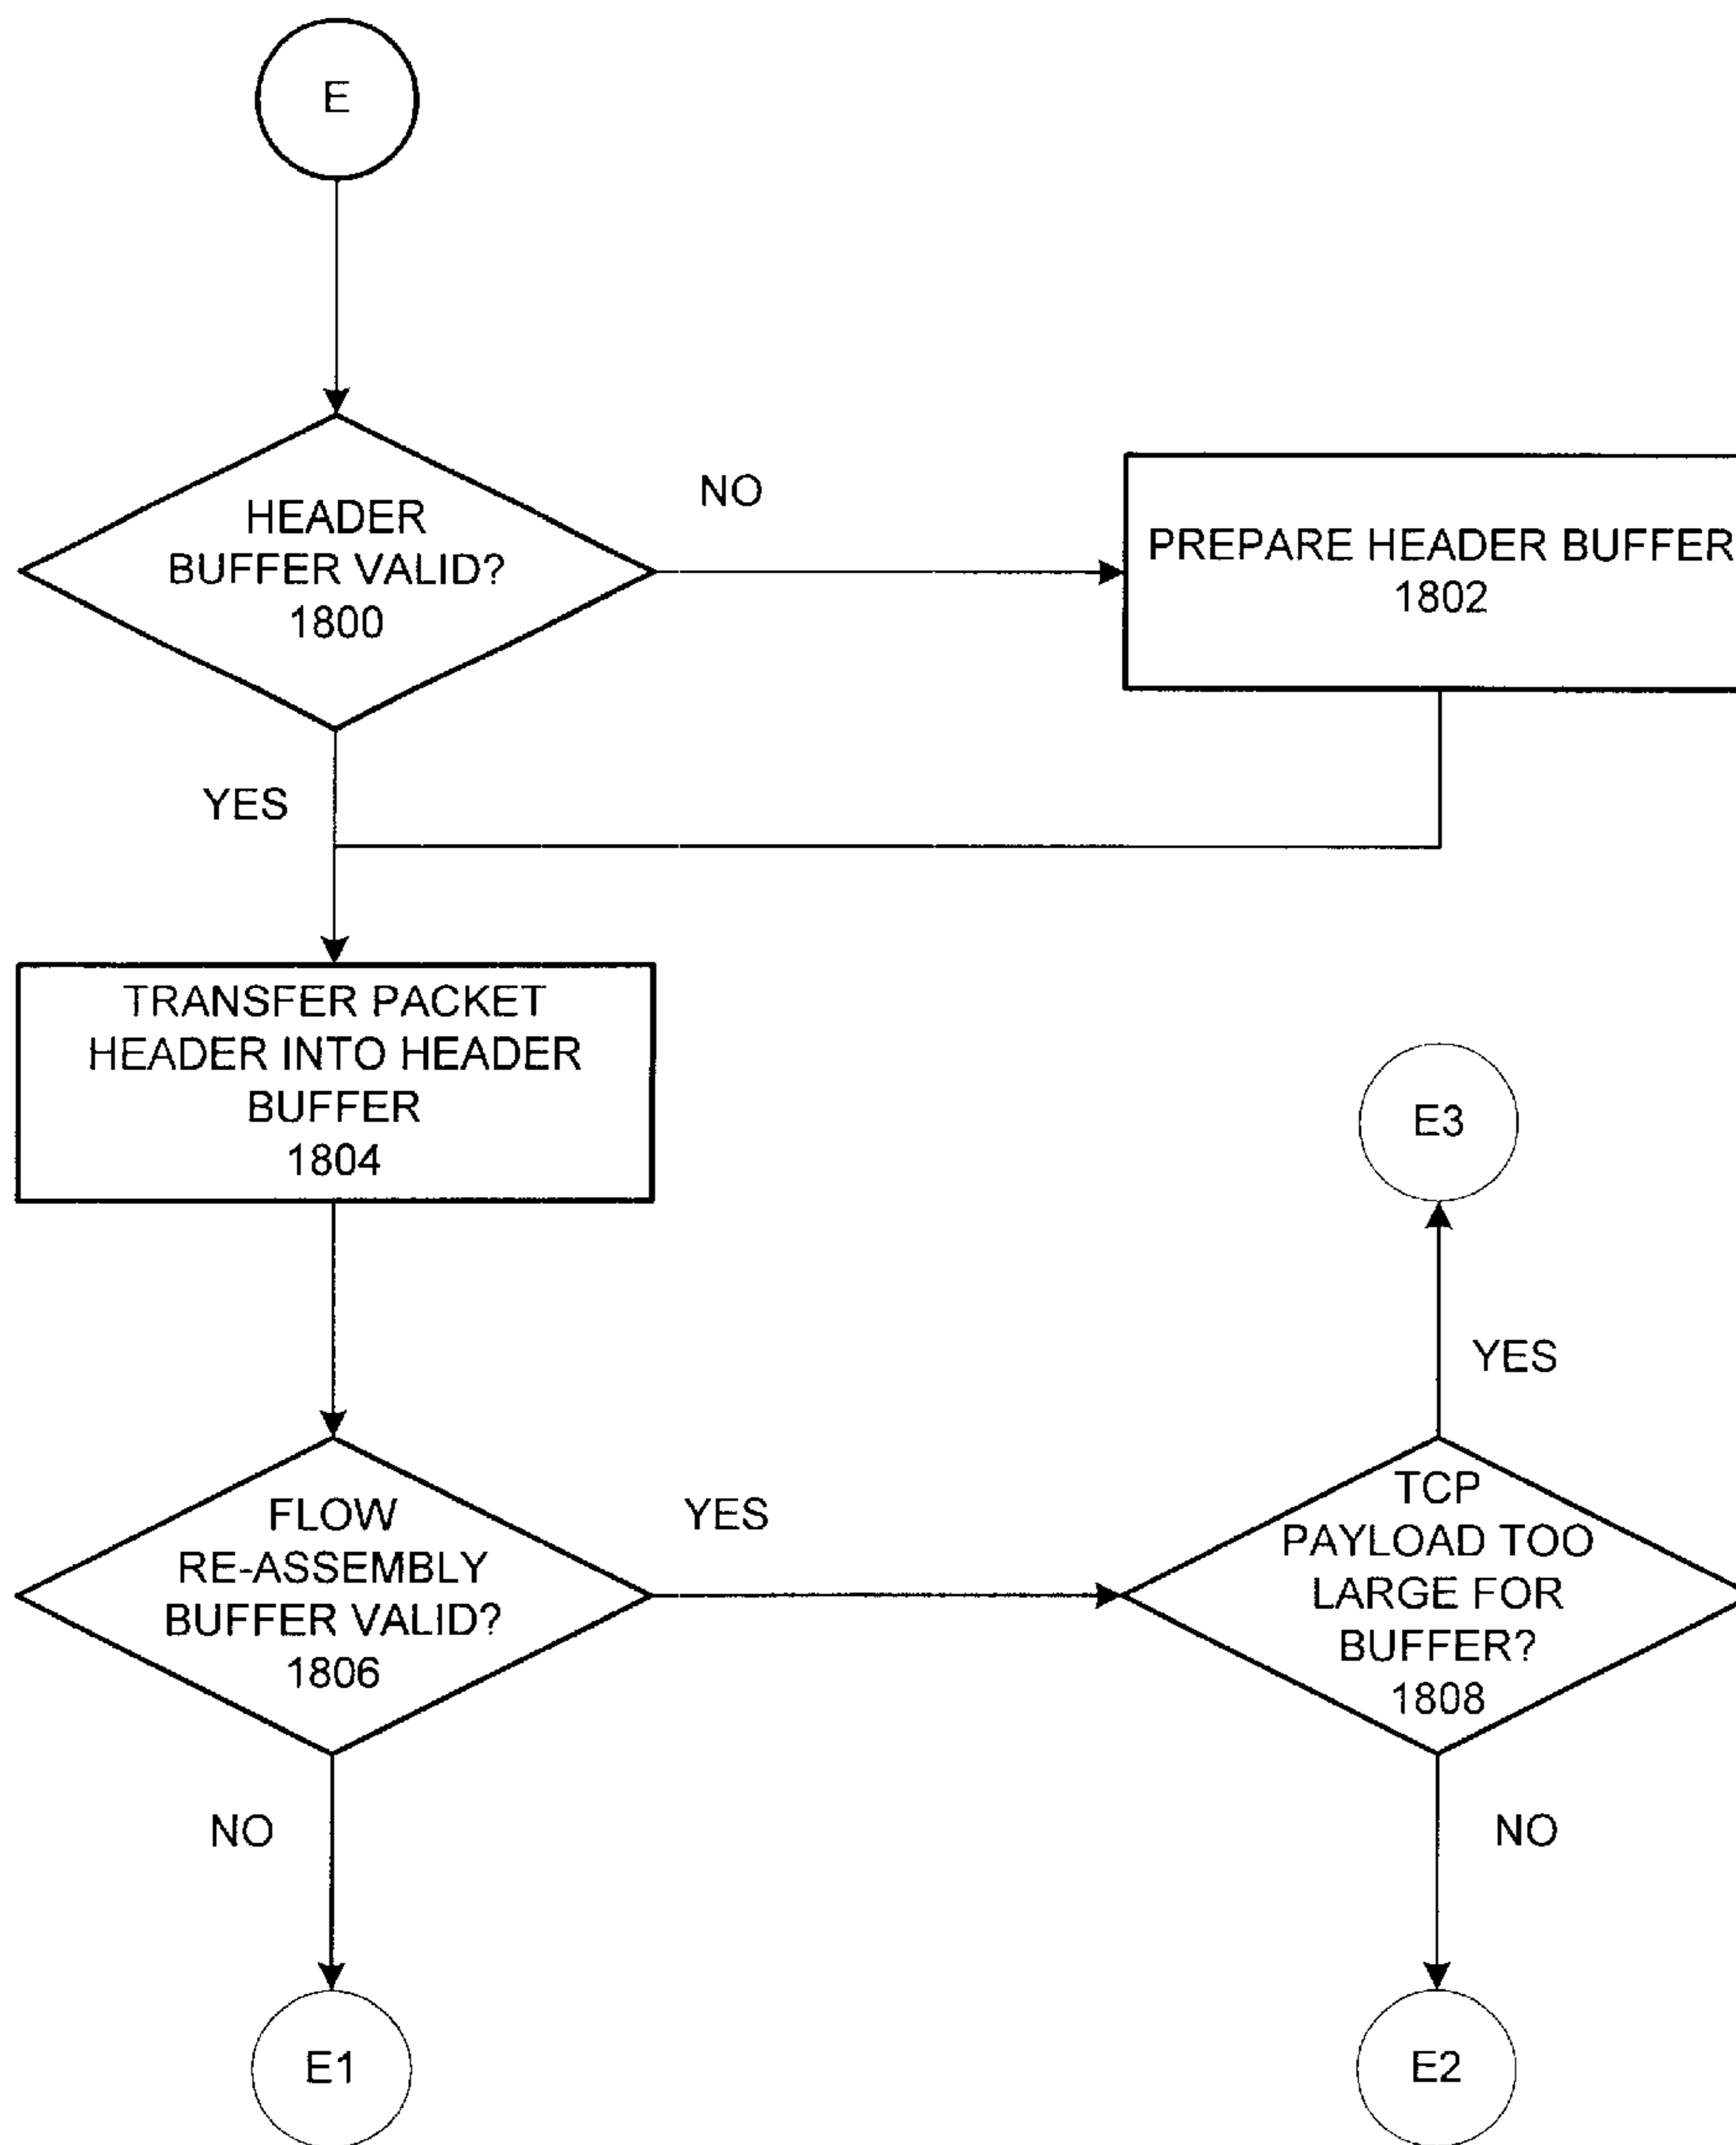 E
HEADER
BUFFER VALID?
1800
NO
PREPARE HEADER BUFFER
1802
YES
TRANSFER PACKET
HEADER INTO HEADER
BUFFER
1804
E3
YES
FLOW
RE-ASSEMBLY
BUFFER VALID?
1806
YES
TCP
PAYLOAD TOO
LARGE FOR
BUFFER?
1808
NO
NO
E1
E2